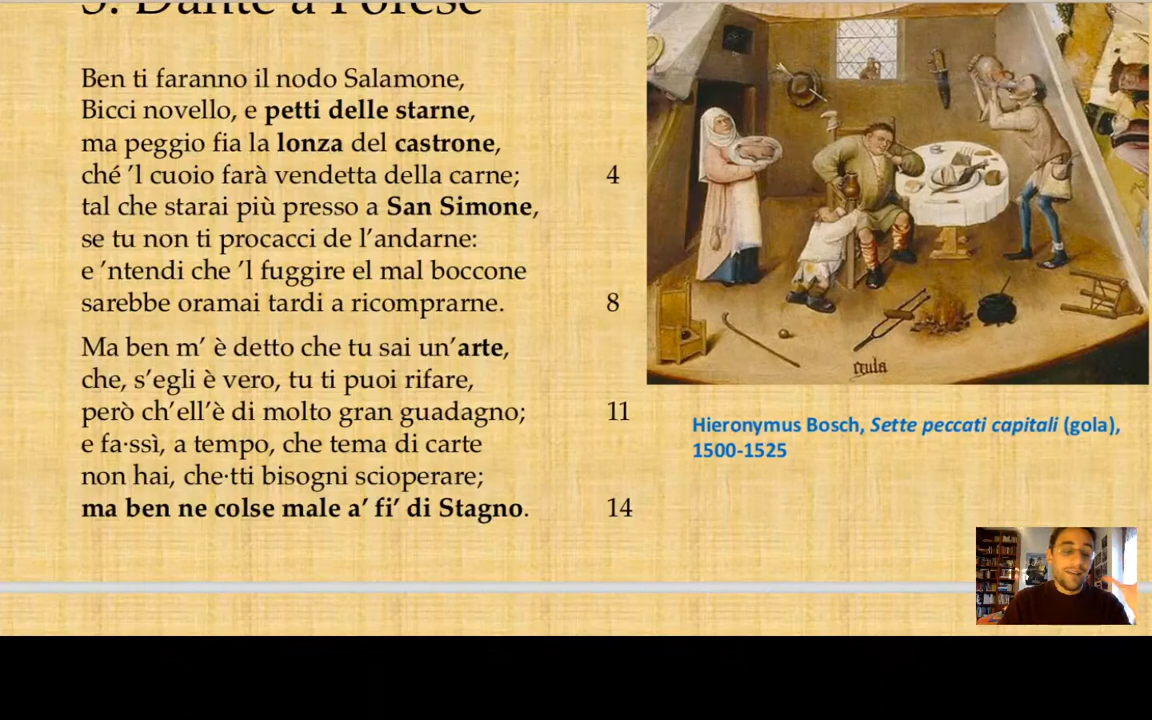 5. Dante a Forese
Ben ti faranno il nodo Salamone,
Bicci novello, e petti delle starne,
ma peggio fia la lonza del castrone,
ché ’l cuoio farà vendetta della carne; 4
tal che starai più presso a San Simone,
se tu non ti procacci de l’andarne:
e ’ntendi che ’l fuggire el mal boccone
sarebbe oramai tardi a ricomprarne. 8
Ma ben m’ è detto che tu sai un’arte,
che, s’egli è vero, tu ti puoi rifare,
però ch’ell’è di molto gran guadagno; 11
e fa·ssì, a tempo, che tema di carte
non hai, che·tti bisogni scioperare;
ma ben ne colse male a’ fi’ di Stagno. 14
gula
Hieronymus Bosch, Sette peccati capitali (gola),
1500-1525